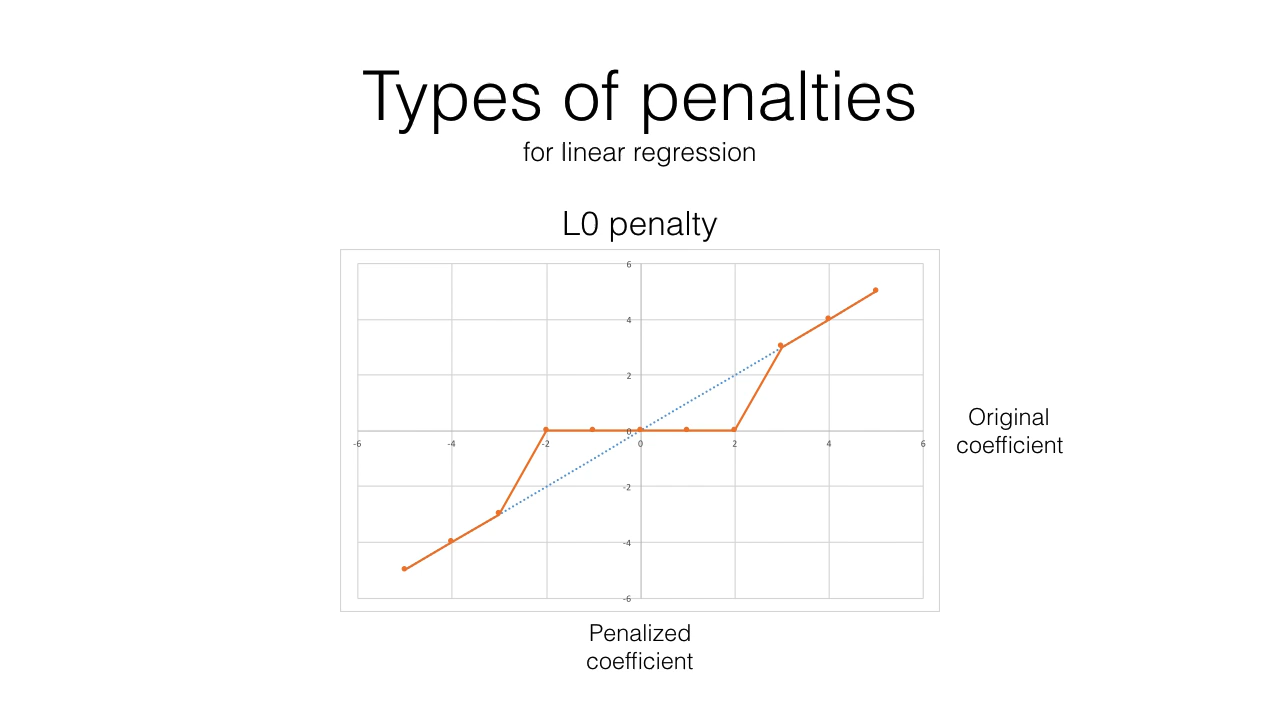 Types of penalties
for linear regression
L0 penalty
6
4
2
0
-6 -4 -2 0 2 4 6
-2
-4
-6
Original
coefficient
Penalized
coefficient